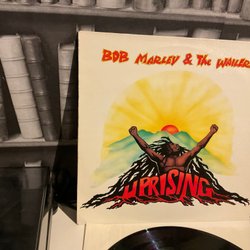 BOB MARLEY & THE WAILERS
UPRISING